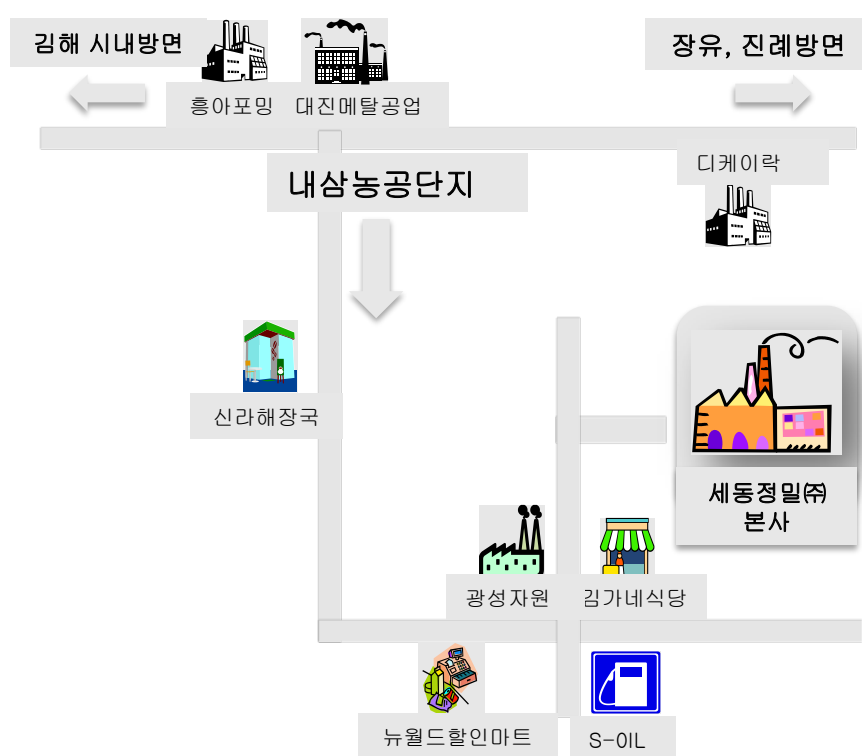 김해 시내방면
장유, 진례방면
흥아포밍
대진메탈공업
디케이락
내삼농공단지
신라해장국
세동정밀㈜
본사
광성자원
김가네식당
뉴월드할인마트
S-OIL